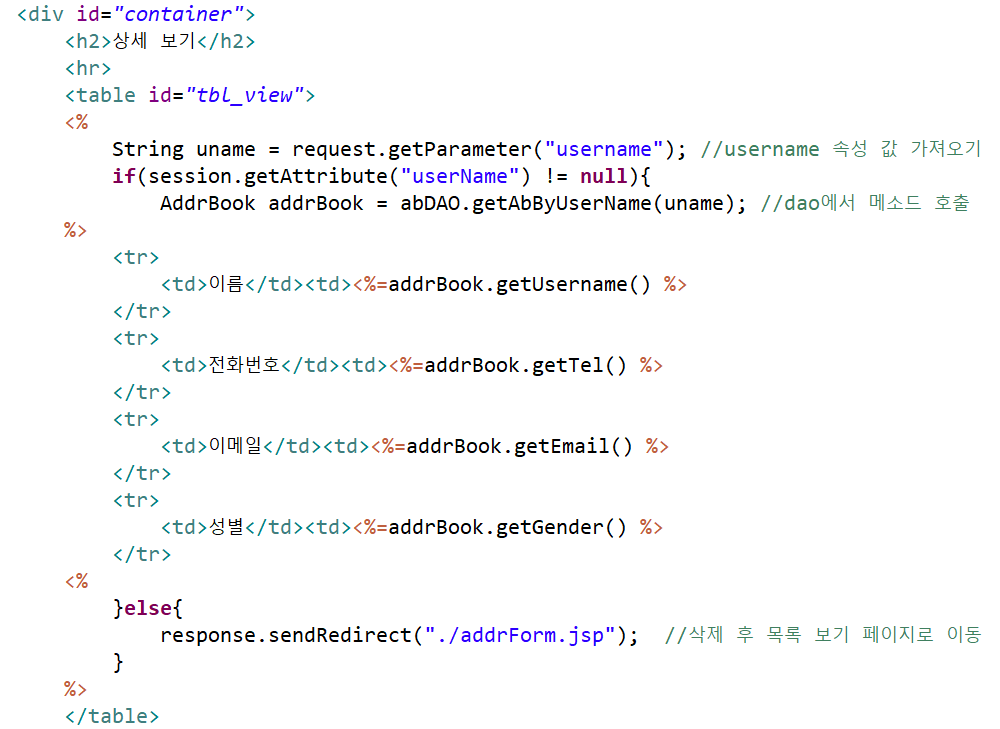 <div id="container">
<h2>상세 보기</h2>
<hr>
<table id="tbl_view">
<%
String uname = request.getParameter("username"); //username 속성 값 가져오기
if(session.getAttribute("userName") != null){
AddrBook addrBook = abDAO.getAbByUserName(uname); //dao에서 메소드 호출
%>
<tr>
<td>이름</td><td><%=addrBook.getUsername() %>
</tr>
<tr>
<td>전화번호</td><td><%=addrBook.getTel() %>
</tr>
<tr>
<td>이메일</td><td><%=addrBook.getEmail() %>
</tr>
<tr>
<td>성별</td><td><%=addrBook.getGender() %>
</tr>
<%
}else{
response.sendRedirect("./addrForm.jsp");  //삭제 후 목록 보기 페이지로 이동
}
%>
</table>